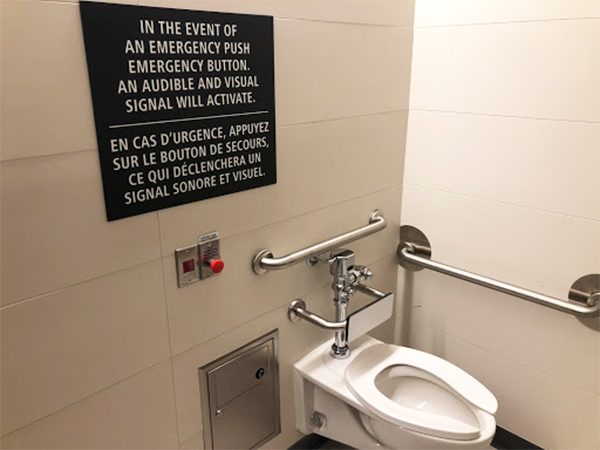 IN THE EVENT OF
AN EMERGENCY PUSH
EMERGENCY BUTTON.
AN AUDIBLE AND VISUAL
SIGNAL WILL ACTIVATE.
EN CAS D'URGENCE, APPUYEZ
SUR LE BOUTON DE SECOURS,
CE QUI DÉCLENCHERA UN
SIGNAL SONORE ET VISUEL.